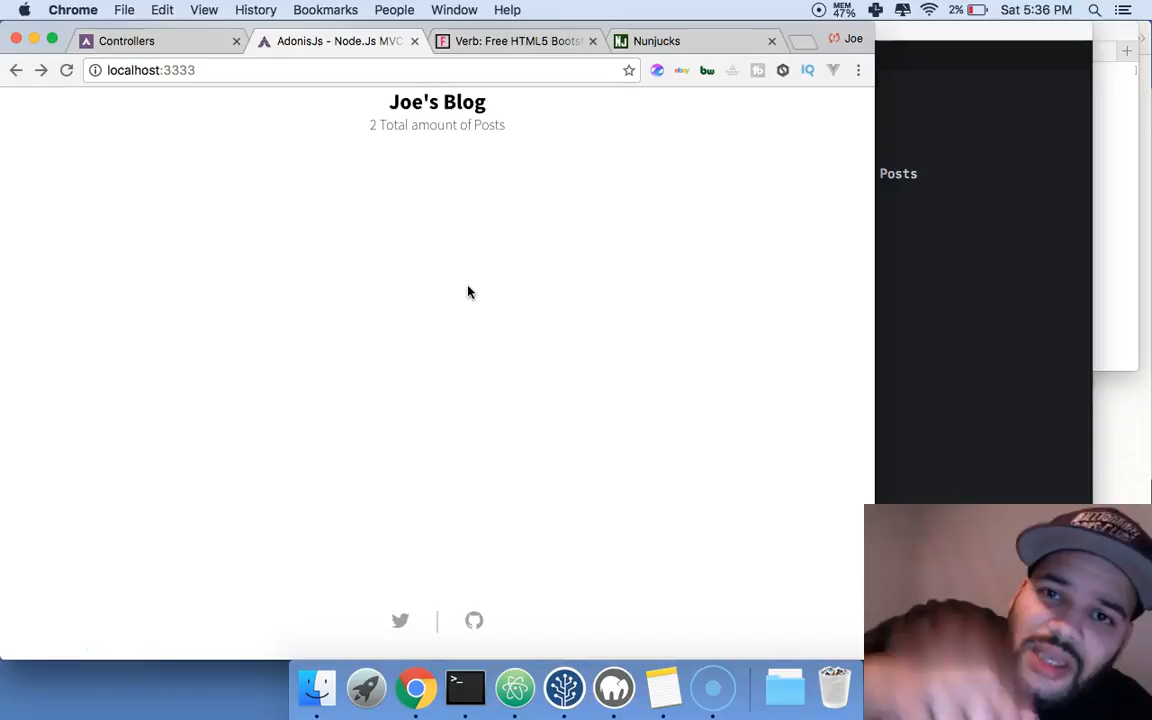 Chrome File Edit View History Bookmarks People Window Help MEM 47% 2% Sat 5:36 PM
Controllers AdonisJs - Node.Js MVC Verb: Free HTML5 Boots Nunjucks Joe
localhost:3333
Joe's Blog
2 Total amount of Posts
Posts